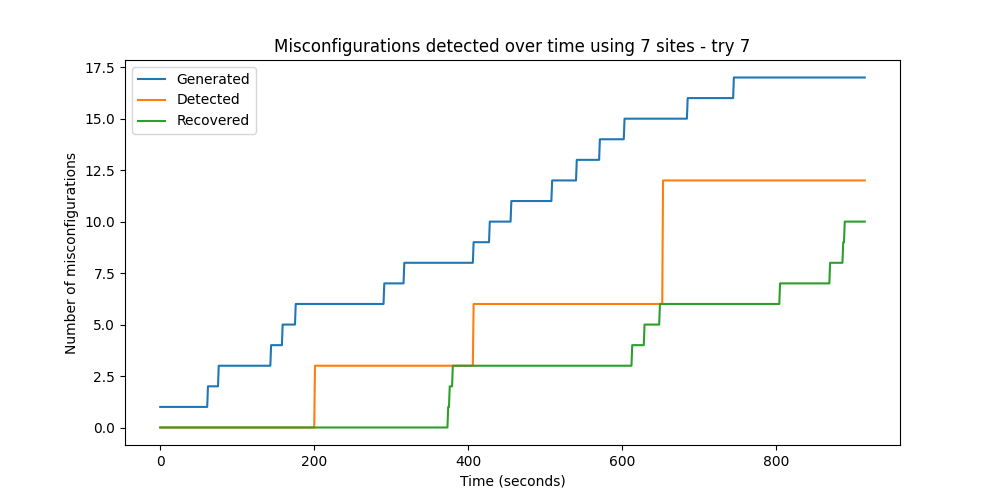 Misconfigurations detected over time using 7 sites - try 7
17.5
15.0
12.5
10.0
7.5
5.0
2.5
0.0
Number of misconfigurations
Generated
Detected
Recovered
0 200 400 600 800
Time (seconds)